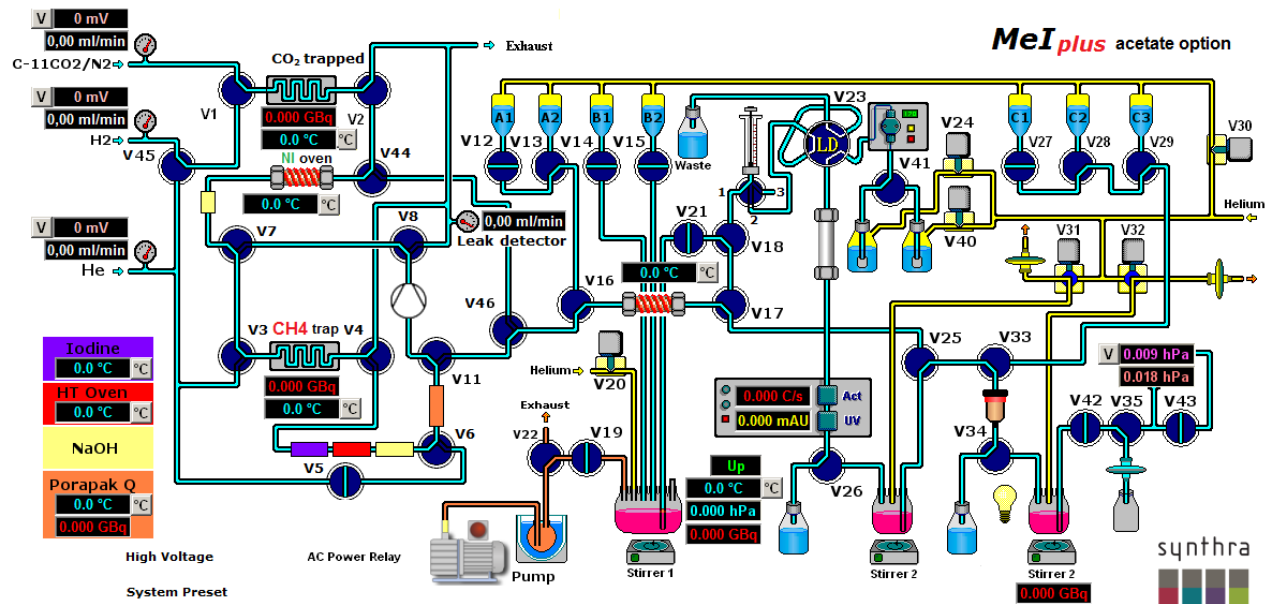 V 0 mV
0,00 ml/min
C-11CO2/N2
V 0 mV
0,00 ml/min
H2
V45
V1
CO₂ trapped
0.000 GBq
0.0 °C °C
V2
Exhaust
MeI plus acetate option
NI oven
0.0 °C °C
V44
V 0 mV
0,00 ml/min
He
V7
V8
0,00 ml/min
Leak detector
V3 CH4 trap V4
0.000 GBq
0.0 °C °C
V46
V11
V6
V5
Iodine
0.0 °C °C
HT Oven
0.0 °C °C
NaOH
Porapak Q
0.0 °C °C
0.000 GBq
High Voltage
AC Power Relay
System Preset
A1
A2
B1
B2
V12
V13
V14
V15
Waste
1
2
3
V23
LD
V41
V24
V40
C1
C2
C3
V27
V28
V29
V30
Helium
V31
V32
V21
V18
0.0 °C °C
V16
V17
Helium
V20
V25
V33
V 0.009 hPa
0.018 hPa
0.000 C/s
Act
0.000 mAU
UV
Exhaust
V22
V19
V26
V34
V42
V35
V43
Up
0.0 °C °C
0.000 hPa
0.000 GBq
Pump
Stirrer 1
Stirrer 2
Stirrer 2
0.000 GBq
synthra